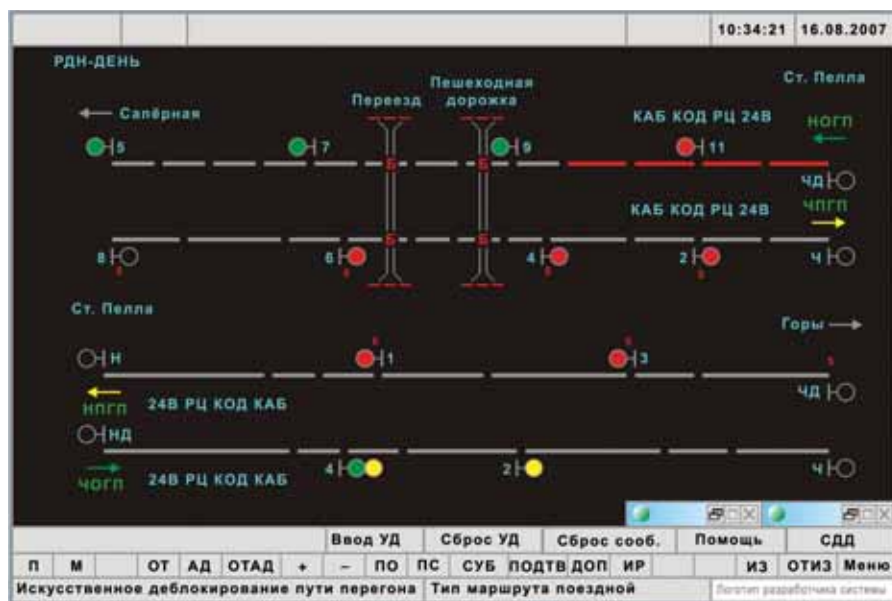 10:34:21 16.08.2007
РДН-ДЕНЬ
Ст. Пелла
Пешеходная
Переезд дорожка
Сапёрная
КАБ КОД РЦ 24В НОГП
5 7 9 11
Б Б
ЧД
КАБ КОД РЦ 24В ЧПГП
Б Б
8 6 4 2 Ч
Ст. Пелла
Горы
Н 1 3
ЧД
НПГП 24В РЦ КОД КАБ
НД
4 2 Ч
ЧОГП 24В РЦ КОД КАБ
Ввод УД Сброс УД Сброс сооб. Помощь СДД
П М ОТ АД ОТАД + – ПО ПС СУБ ПОДТВ ДОП ИР ИЗ ОТИЗ Меню
Искусственное деблокирование пути перегона Тип маршрута поездной Логотип разработчика системы